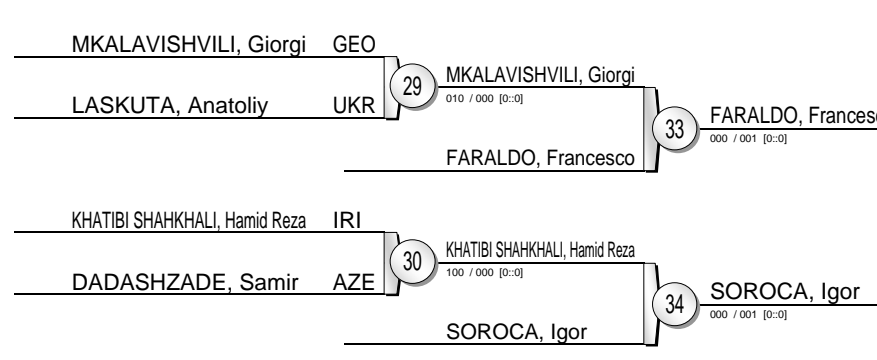 MKALAVISHVILI, Giorgi GEO
29
MKALAVISHVILI, Giorgi
010 / 000 [0::0]
LASKUTA, Anatoliy UKR
33
FARALDO, Francesc
000 / 001 [0::0]
FARALDO, Francesco
KHATIBI SHAHKHALI, Hamid Reza IRI
30
KHATIBI SHAHKHALI, Hamid Reza
100 / 000 [0::0]
DADASHZADE, Samir AZE
34
SOROCA, Igor
000 / 001 [0::0]
SOROCA, Igor